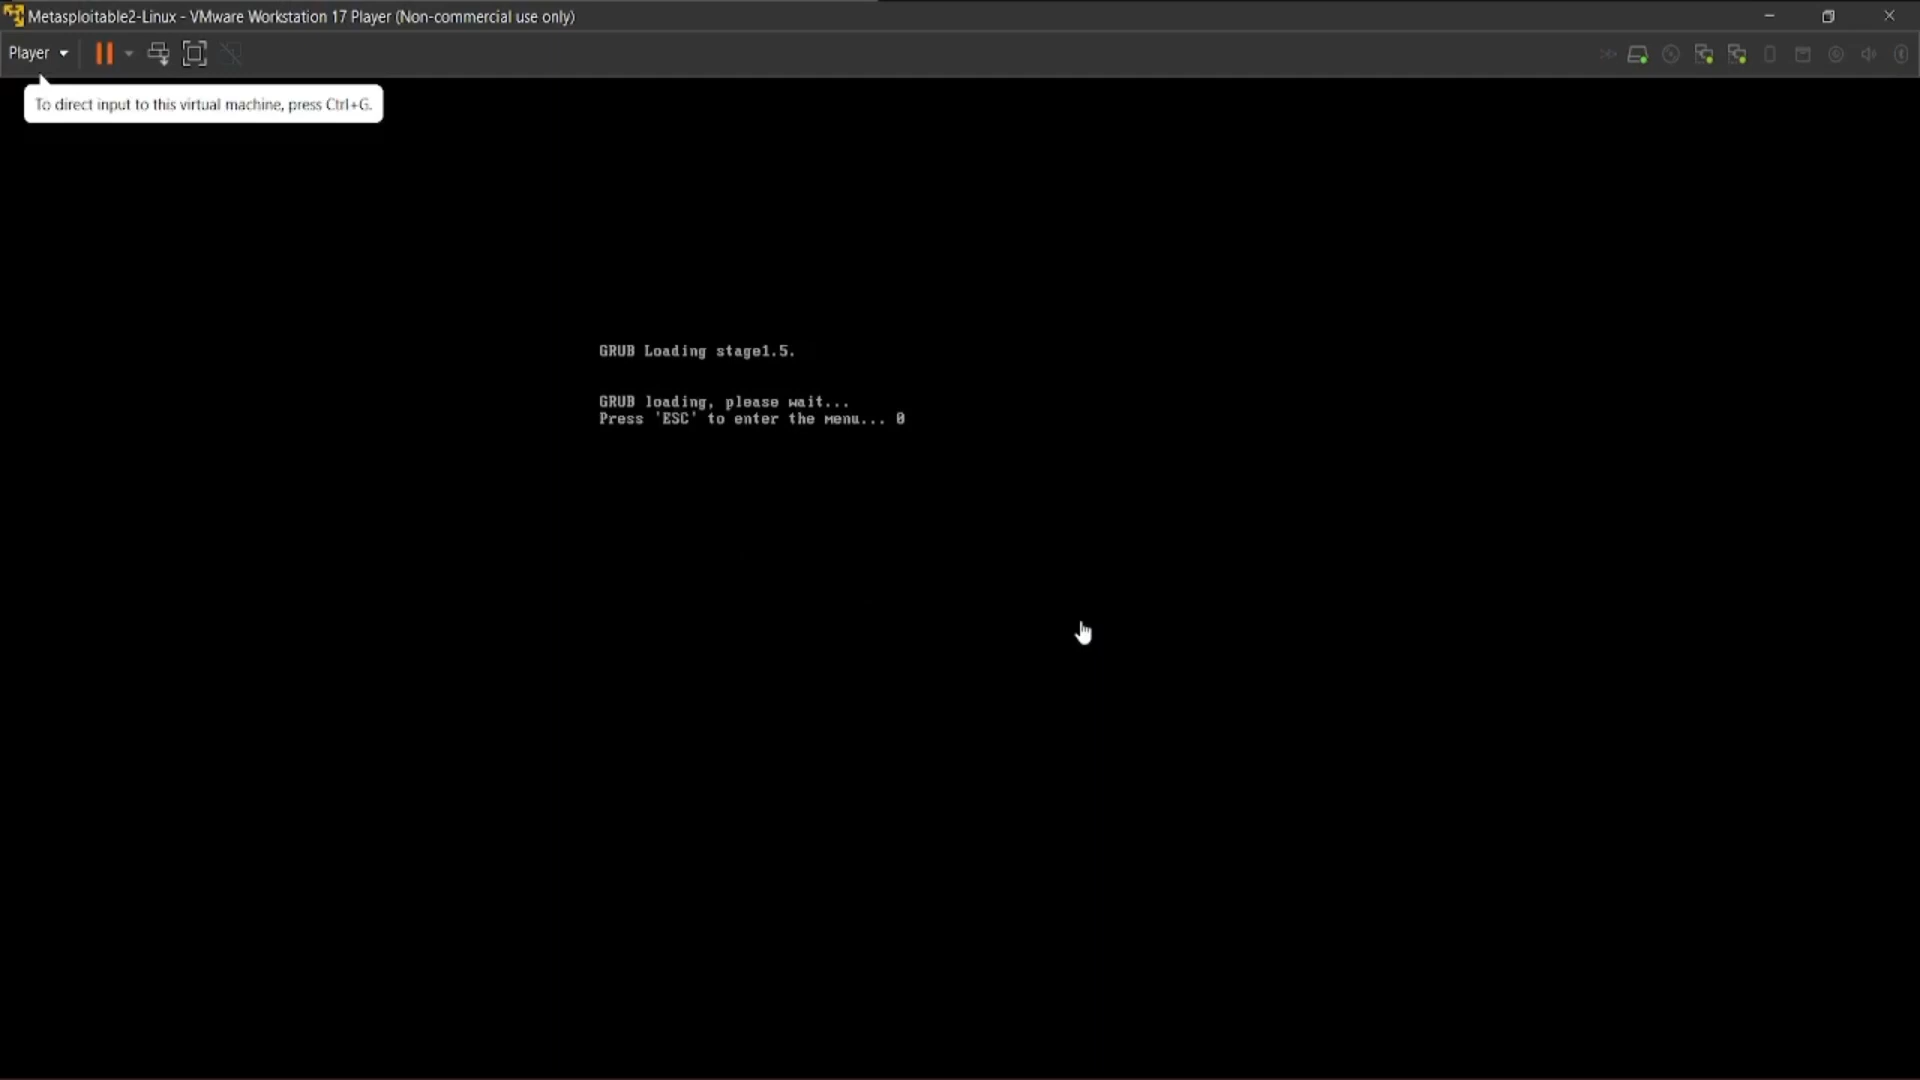 Metasploitable2-Linux - VMware Workstation 17 Player (Non-commercial use only)
Player
To direct input to this virtual machine, press Ctrl+G.
GRUB Loading stage1.5.
GRUB loading, please wait...
Press 'ESC' to enter the menu... 0